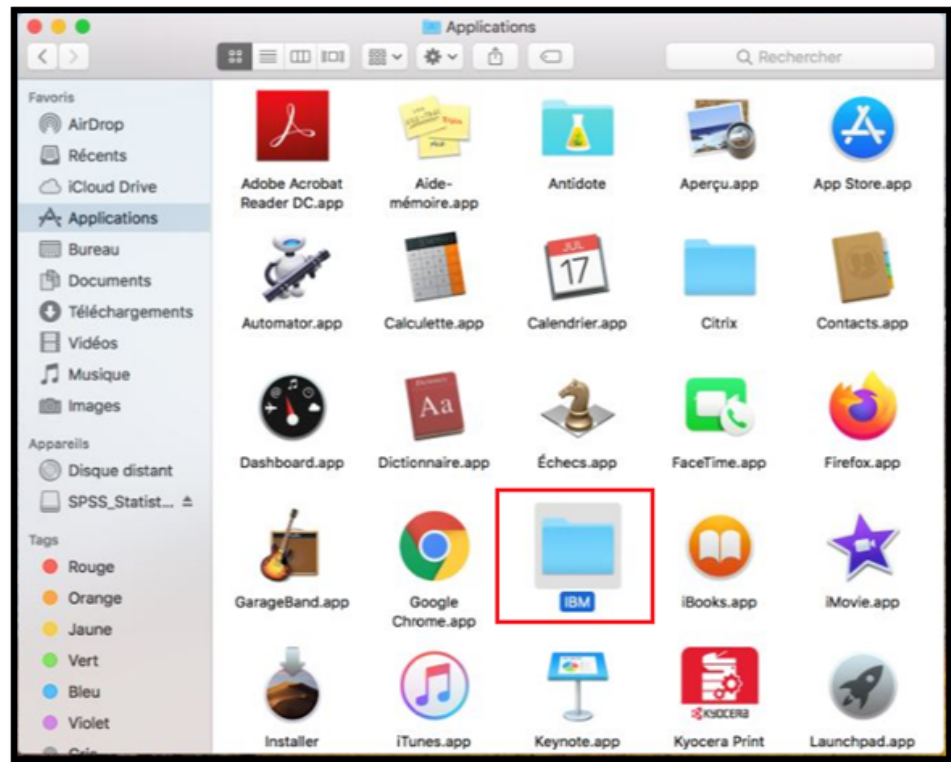 Applications
Rechercher
Favoris
AirDrop
Récents
iCloud Drive
Applications
Bureau
Documents
Téléchargements
Vidéos
Musique
Images
Appareils
Disque distant
SPSS_Statist...
Tags
Rouge
Orange
Jaune
Vert
Bleu
Violet
Gris
Adobe Acrobat
Reader DC.app
Aide-
mémoire.app
Antidote
Aperçu.app
App Store.app
Automator.app
Calculette.app
JUL
17
Calendrier.app
Citrix
Contacts.app
Dashboard.app
Aa
Dictionnaire.app
Échecs.app
FaceTime.app
Firefox.app
GarageBand.app
Google
Chrome.app
IBM
iBooks.app
iMovie.app
Installer
iTunes.app
Keynote.app
KYOCERA
Kyocera Print
Launchpad.app